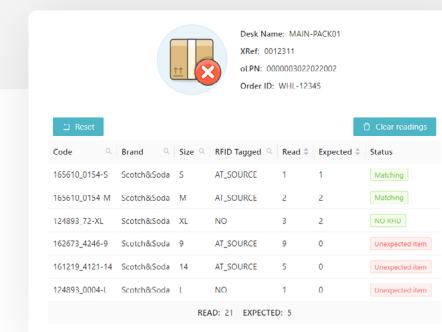 Desk Name: MAIN-PACK01
XRef: 0012311
oLPN: 0000003022022002
Order ID: WHL-12345
Reset
Clear readings
Code Brand Size RFID Tagged Read Expected Status
165610_0154-S Scotch&Soda S AT_SOURCE 1 1 Matching
165610_0154-M Scotch&Soda M AT_SOURCE 2 2 Matching
124893_72-XL Scotch&Soda XL NO 3 2 NO RFID
162673_4246-9 Scotch&Soda 9 AT_SOURCE 9 0 Unexpected item
161219_4121-14 Scotch&Soda 14 AT_SOURCE 5 0 Unexpected item
124893_0004-L Scotch&Soda L NO 1 0 Unexpected item
READ: 21 EXPECTED: 5